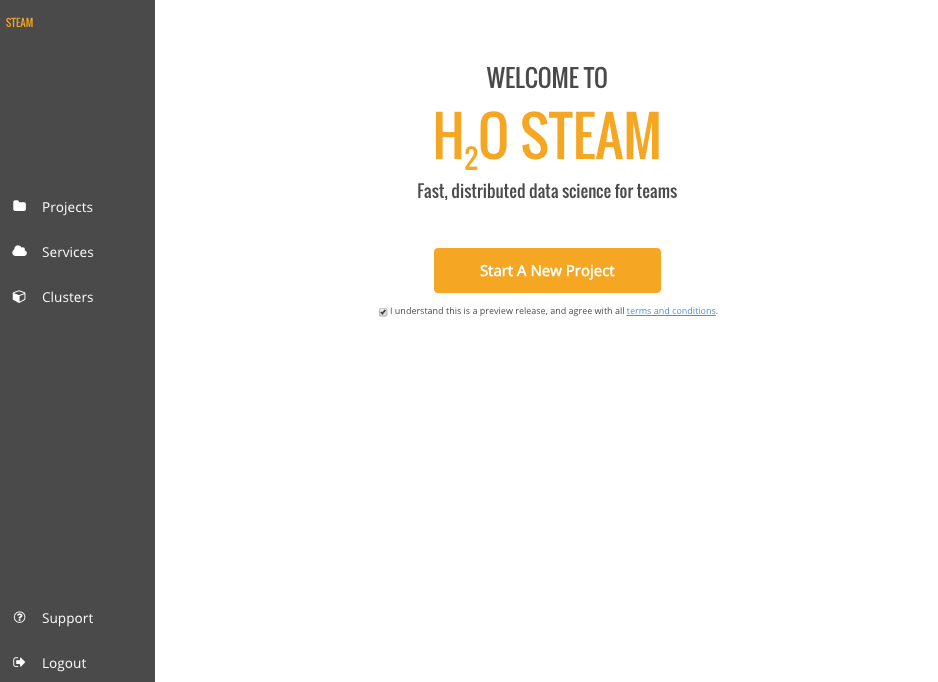 STEAM
Projects
Services
Clusters
Support
Logout
WELCOME TO
H₂O STEAM
Fast, distributed data science for teams
Start A New Project
I understand this is a preview release, and agree with all terms and conditions.